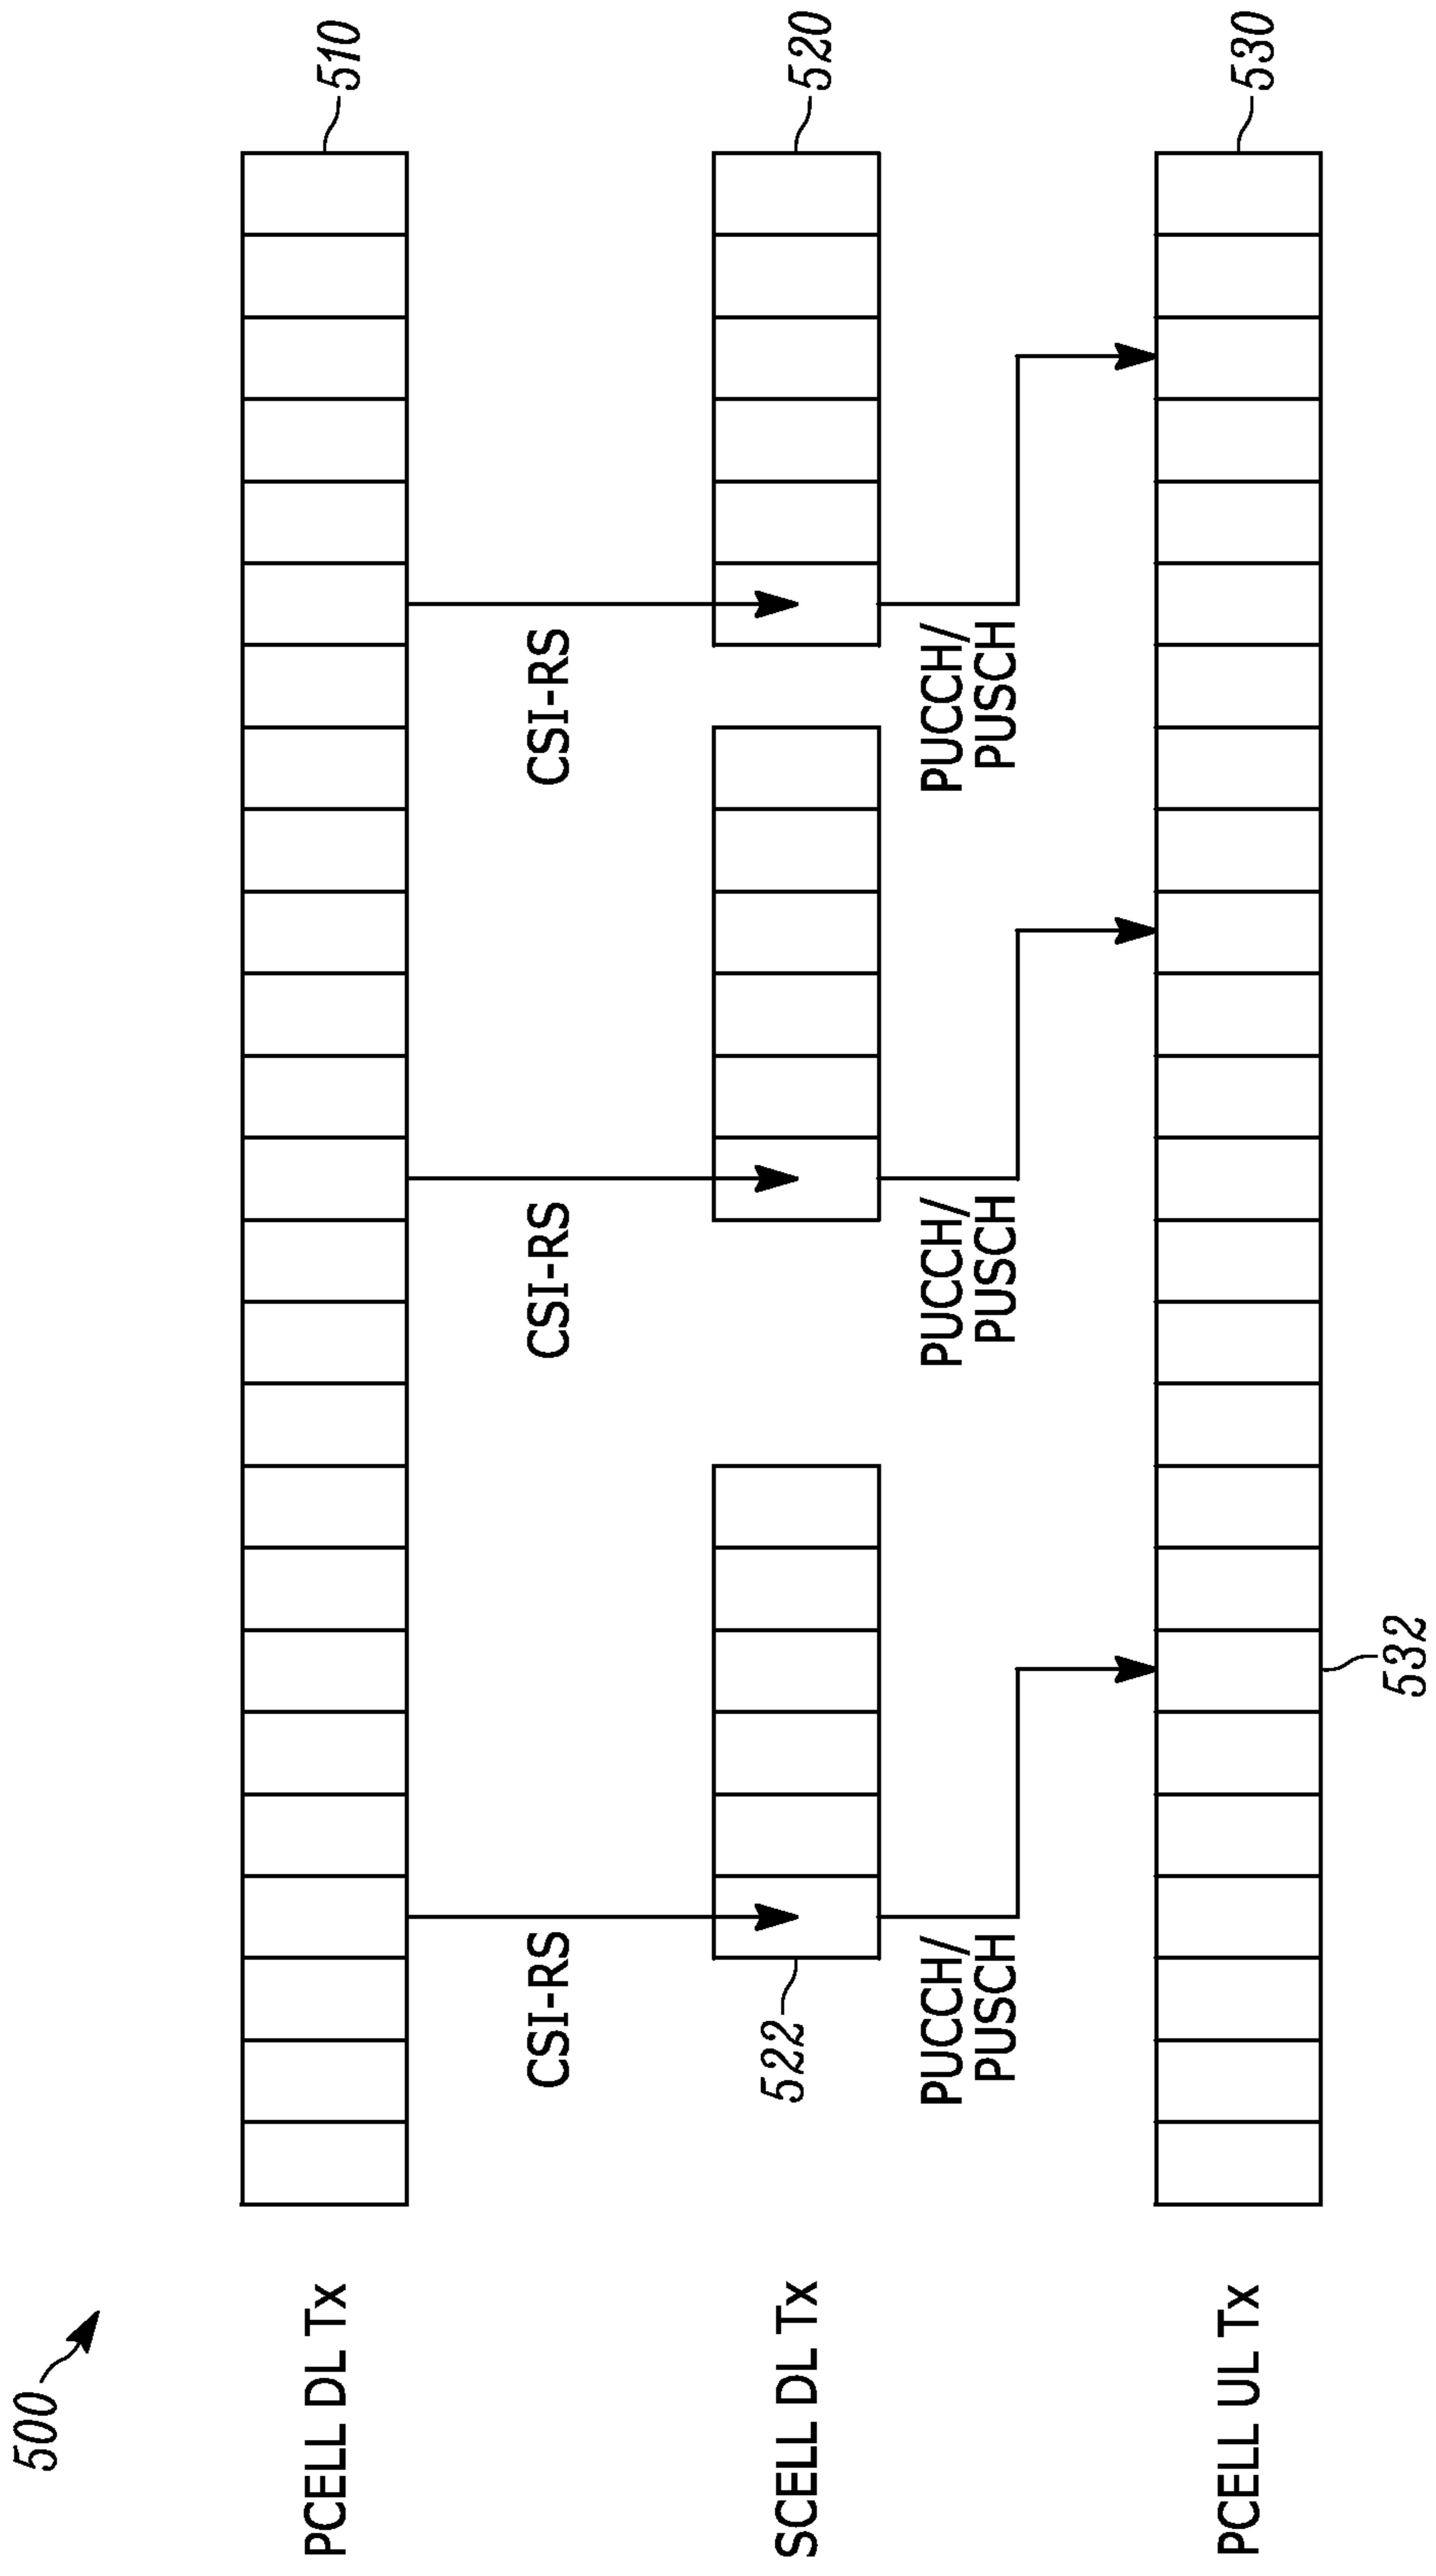 500
PCELL DL Tx
510
CSI-RS
CSI-RS
CSI-RS
SCELL DL Tx
522
520
PUCCH/
PUSCH
PUCCH/
PUSCH
PUCCH/
PUSCH
PCELL UL Tx
530
532